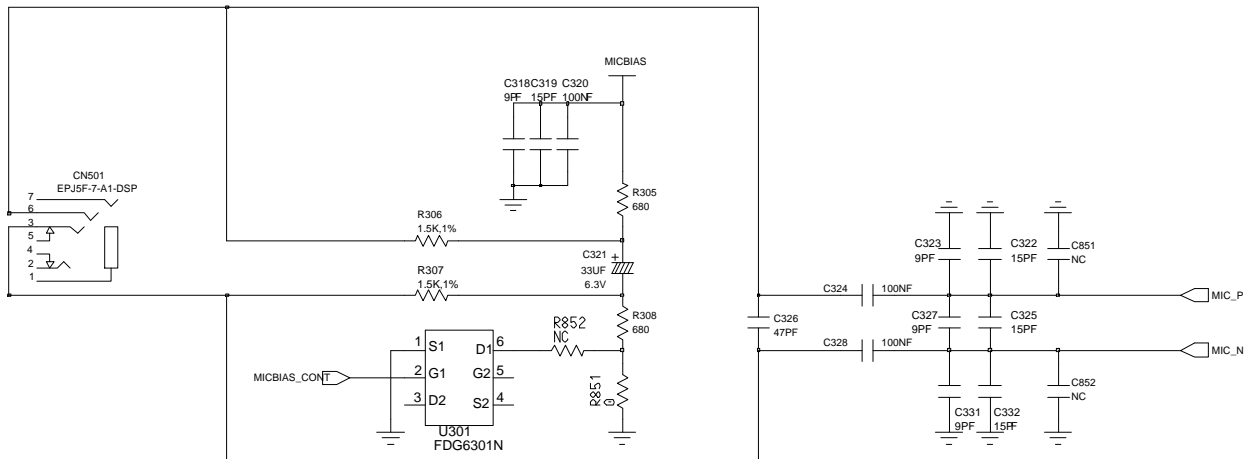 MICBIAS
C318 C319 C320
9PF 15PF 100NF
CN501
EPJ5F-7-A1-DSP
7
6
3
5
4
2
1
R305
680
R306
1.5K,1%
C321
+
33UF
6.3V
R307
1.5K,1%
R308
680
R852
NC
R851
0
MICBIAS_CONT
1 S1
2 G1
3 D2
D1 6
G2 5
S2 4
U301
FDG6301N
C323
9PF
C322
15PF
C851
NC
C324 100NF
MIC_P
C326
47PF
C327
9PF
C325
15PF
C328 100NF
MIC_N
C331
9PF
C332
15PF
C852
NC